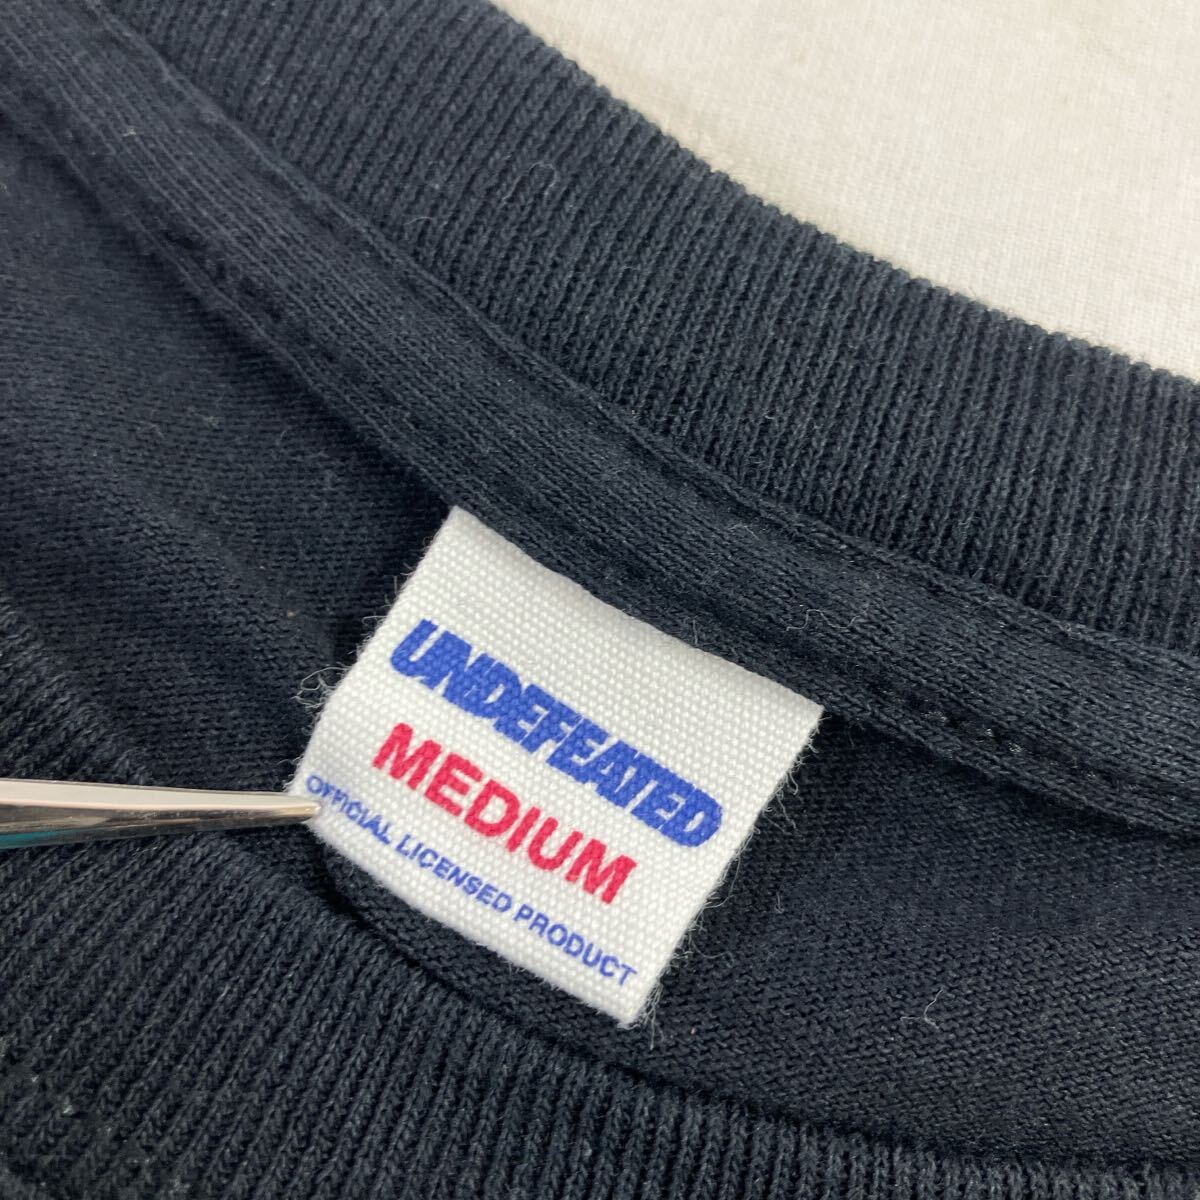 UNDEFEATED
MEDIUM
OFFICIAL LICENSED PRODUCT